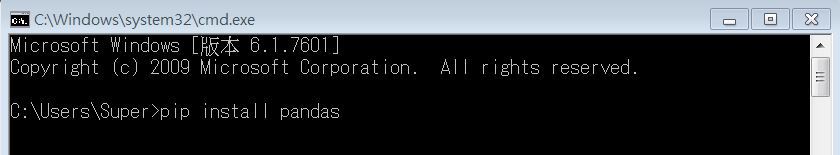 C:\Windows\system32\cmd.exe
Microsoft Windows [版本 6.1.7601]
Copyright (c) 2009 Microsoft Corporation.  All rights reserved.
C:\Users\Super>pip install pandas